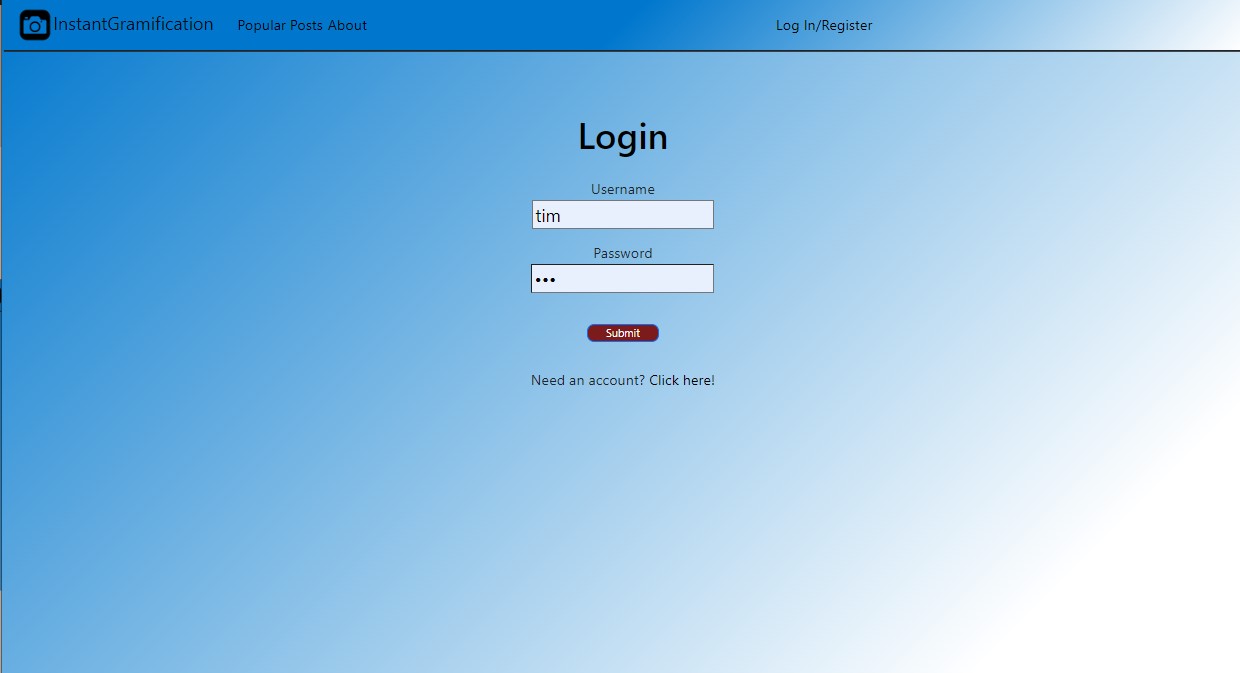 InstantGramification Popular Posts About Log In/Register
Login
Username
tim
Password
•••
Submit
Need an account? Click here!